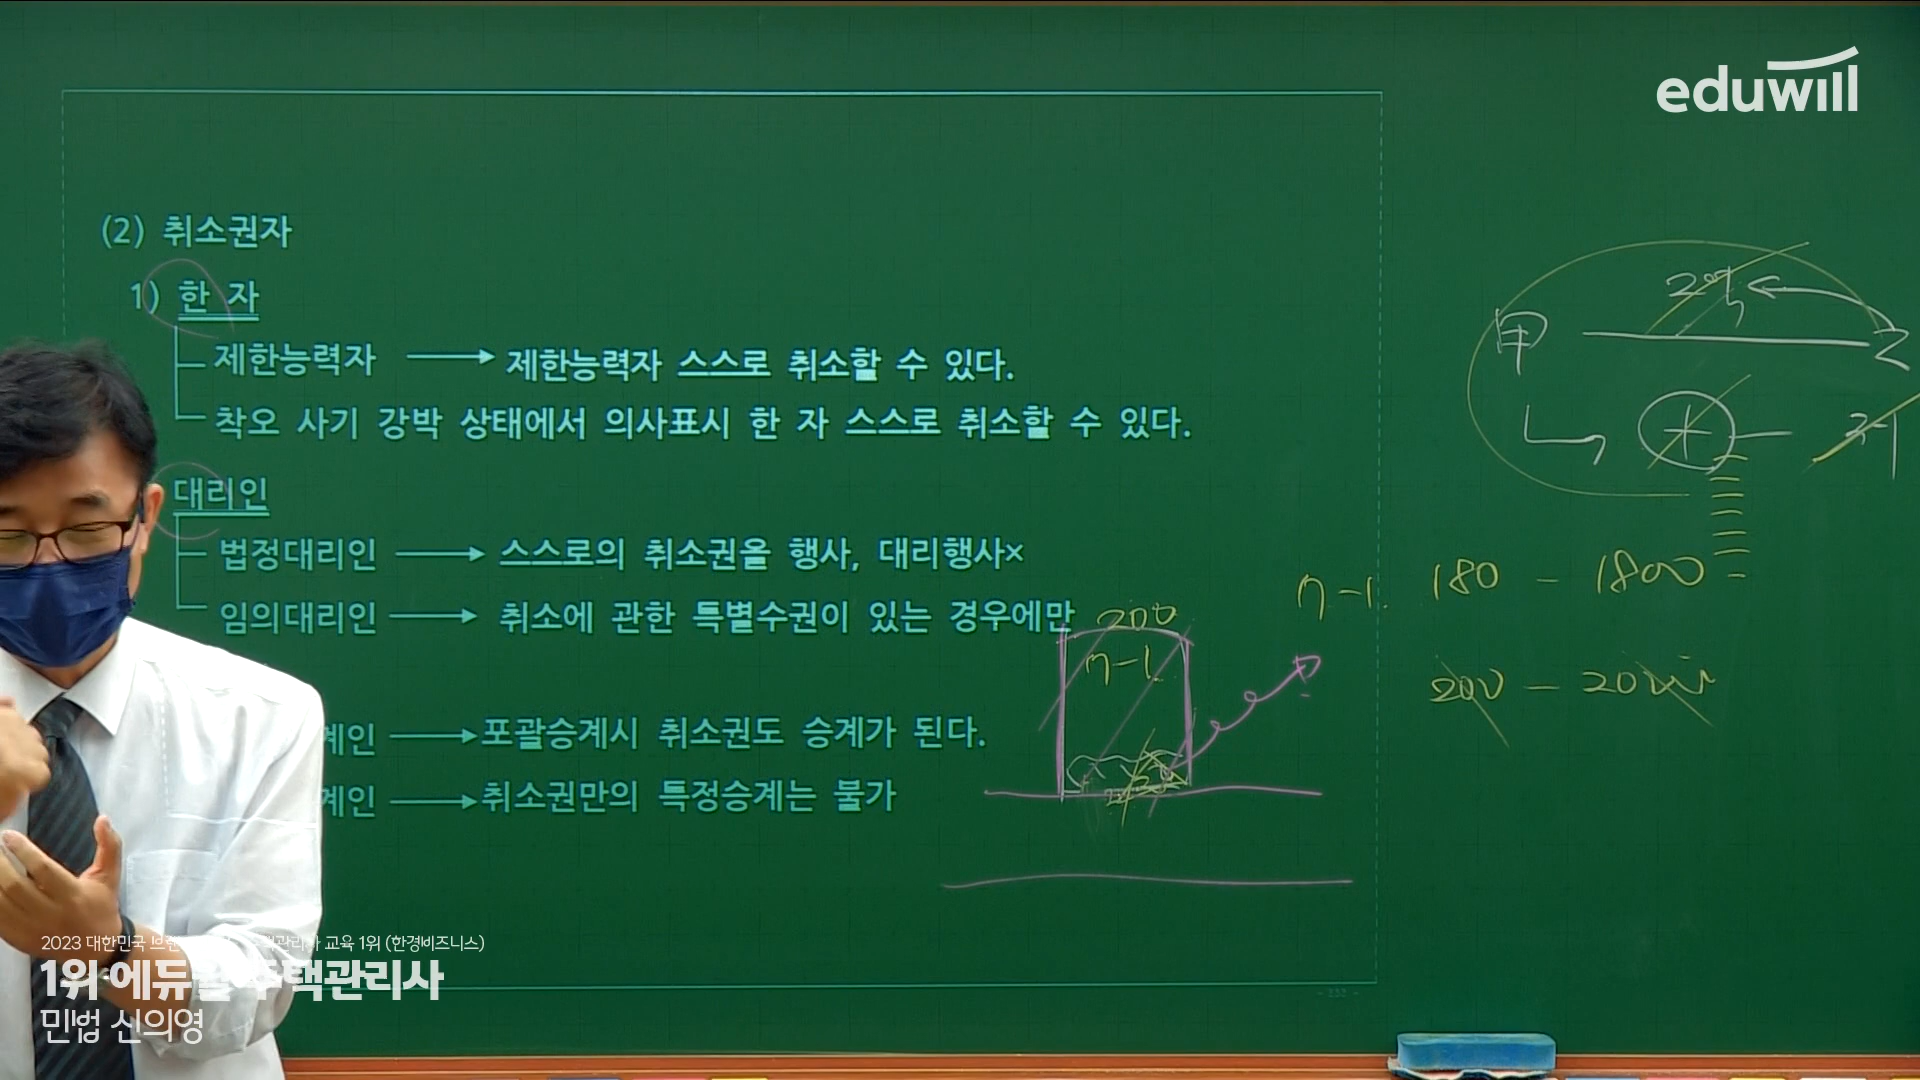 eduwill
(2) 취소권자
1) 한 자
제한능력자 → 제한능력자 스스로 취소할 수 있다.
착오 사기 강박 상태에서 의사표시 한 자 스스로 취소할 수 있다.
대리인
법정대리인 → 스스로의 취소권을 행사, 대리행사×
임의대리인 → 취소에 관한 특별수권이 있는 경우에만
계인 → 포괄승계시 취소권도 승계가 된다.
계인 → 취소권만의 특정승계는 불가
甲
乙
200
n-1
n-1. 180 - 1800
200 -
- 232 -
2023 대한민국 브랜 관리사 교육 1위 (한경비즈니스)
1위 에듀윌 주택관리사
민법 신의영